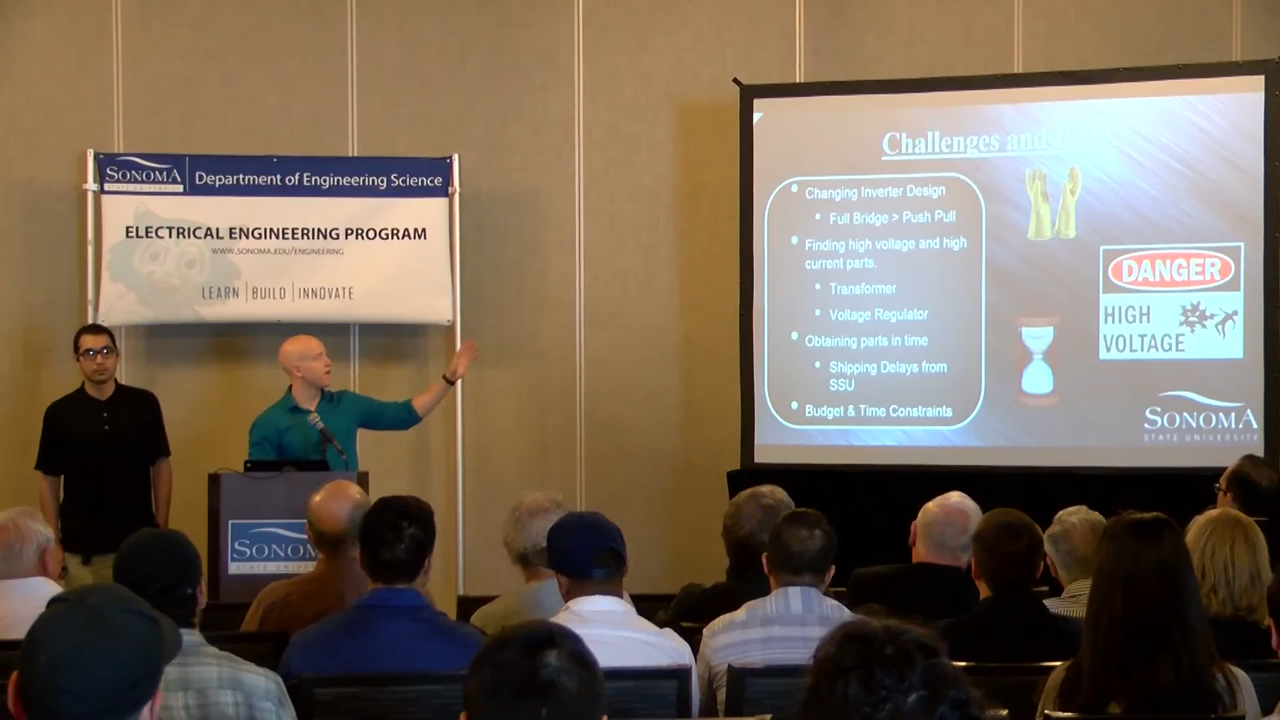 SONOMA
STATE UNIVERSITY
Department of Engineering Science
ELECTRICAL ENGINEERING PROGRAM
WWW.SONOMA.EDU/ENGINEERING
LEARN | BUILD | INNOVATE
SONOM
Challenges and
• Changing Inverter Design
• Full Bridge > Push Pull
• Finding high voltage and high
current parts.
• Transformer
• Voltage Regulator
• Obtaining parts in time
• Shipping Delays from
SSU
• Budget & Time Constraints
DANGER
HIGH
VOLTAGE
SONOMA
STATE UNIVERSITY